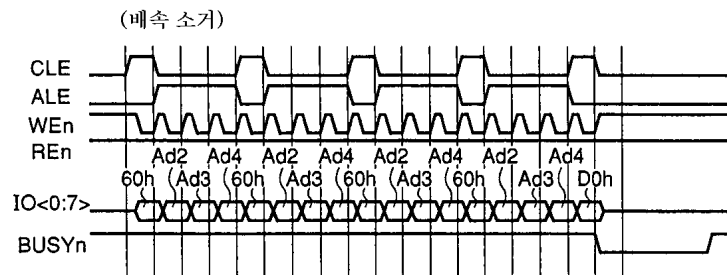 (배속 소거)
CLE
ALE
WEn
REn
Ad2 Ad4 Ad2 Ad4 Ad2 Ad4 Ad2 Ad4
60h Ad3 60h Ad3 60h Ad3 60h Ad3 D0h
IO<0:7>
BUSYn